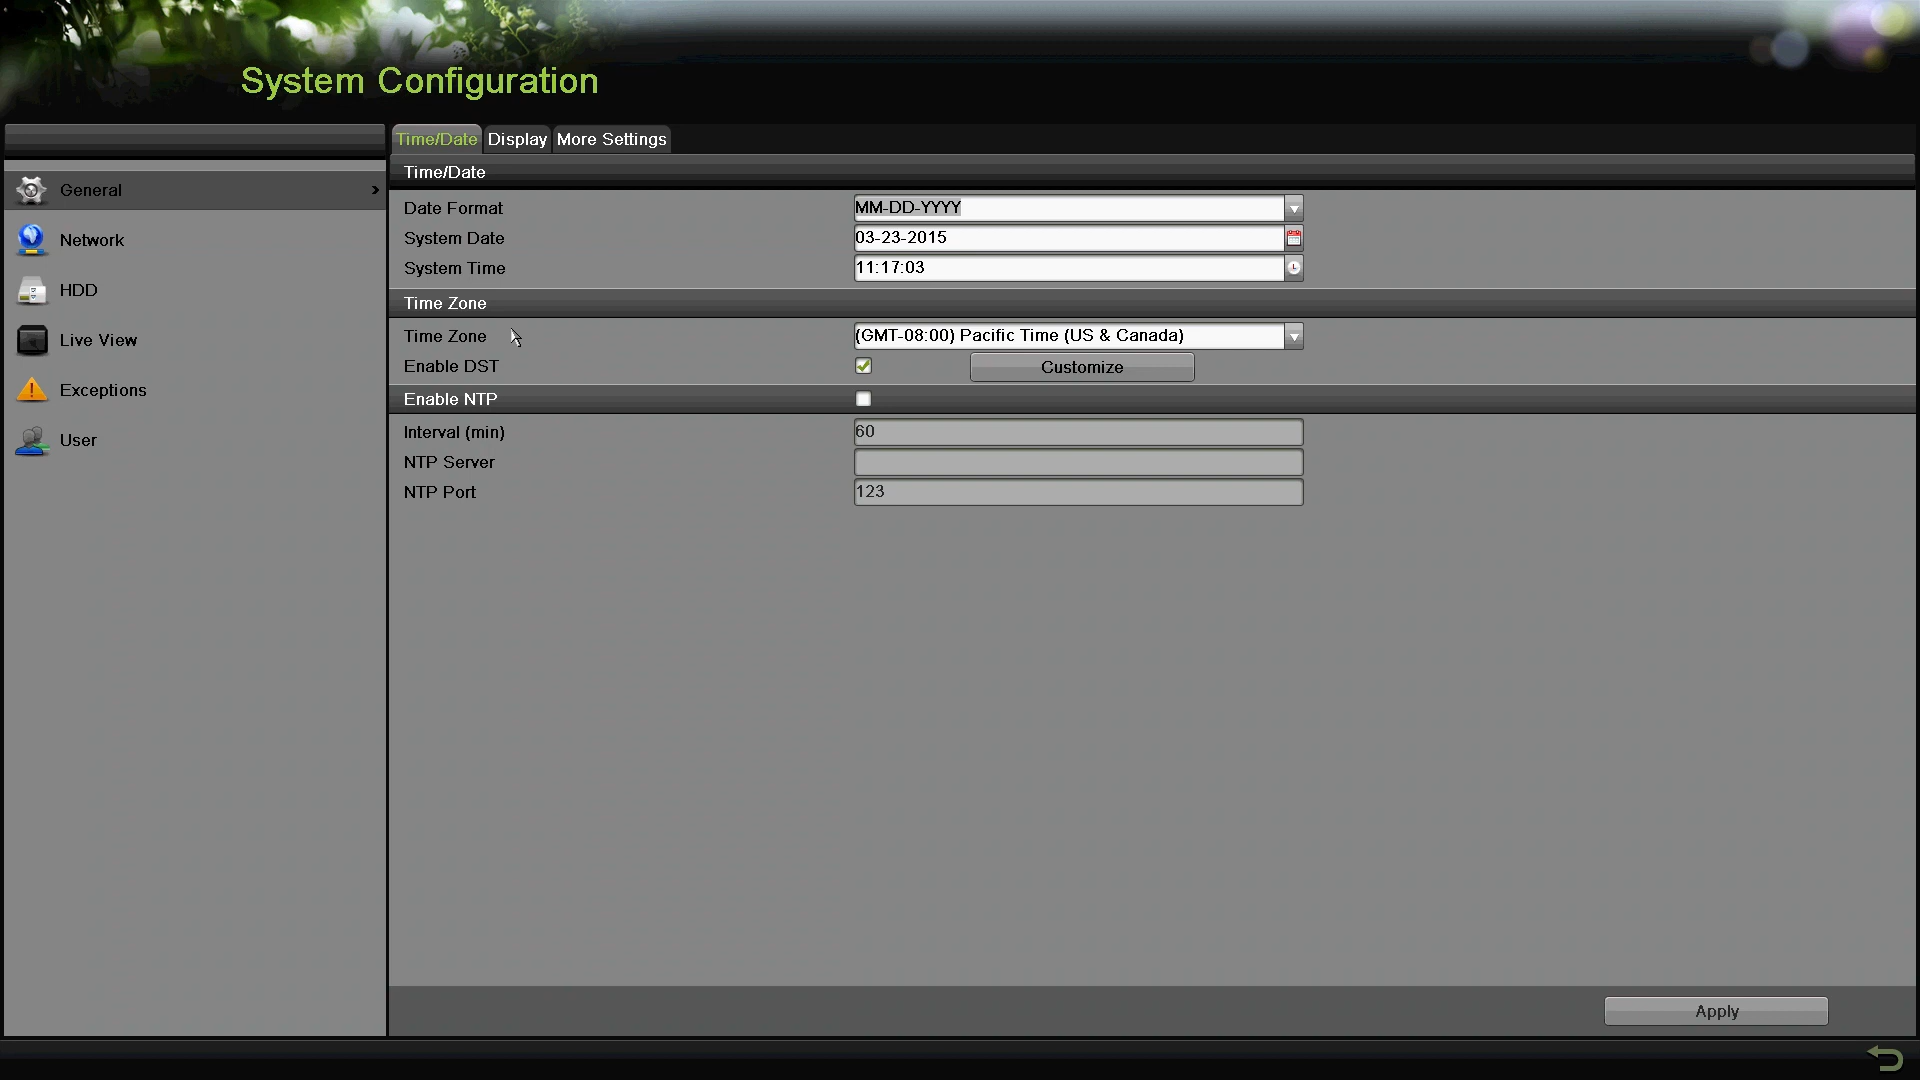 System Configuration
Time/Date Display More Settings
Time/Date
General
Network
HDD
Live View
Exceptions
User
Date Format MM-DD-YYYY
System Date 03-23-2015
System Time 11:17:03
Time Zone
Time Zone (GMT-08:00) Pacific Time (US & Canada)
Enable DST Customize
Enable NTP
Interval (min) 60
NTP Server
NTP Port 123
Apply